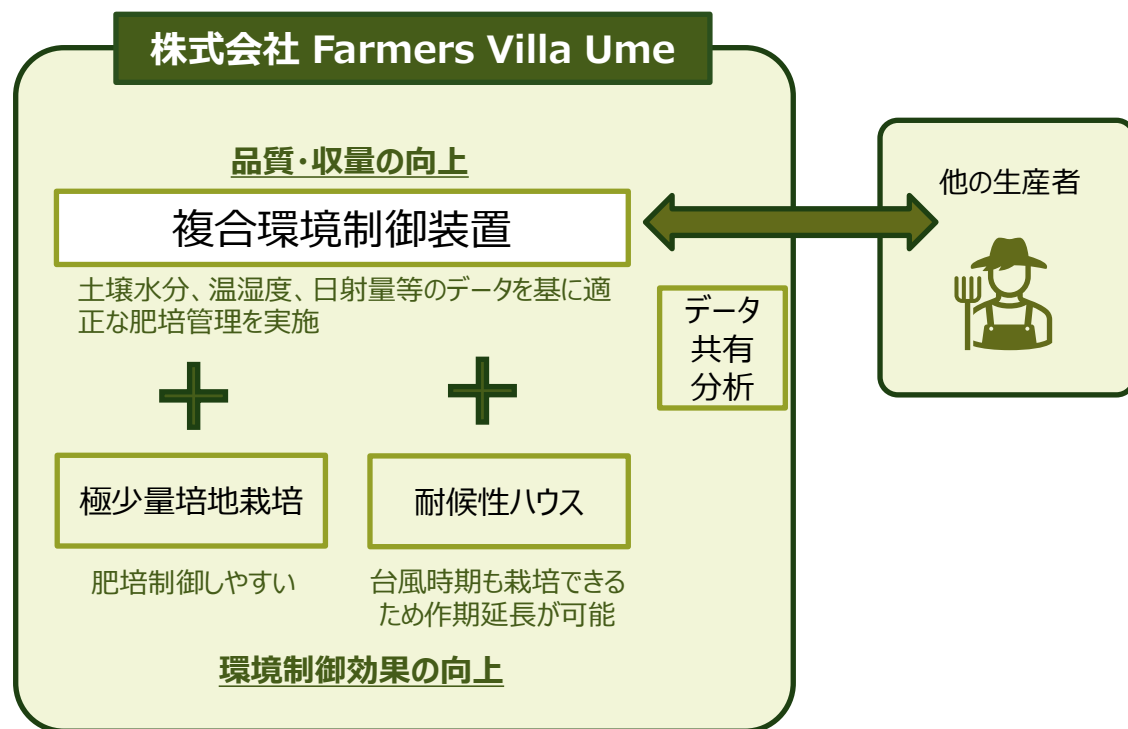 株式会社 Farmers Villa Ume
品質・収量の向上
複合環境制御装置
土壌水分、温湿度、日射量等のデータを基に適
正な肥培管理を実施
他の生産者
データ
共有
分析
極少量培地栽培
耐候性ハウス
肥培制御しやすい
台風時期も栽培できる
ため作期延長が可能
環境制御効果の向上